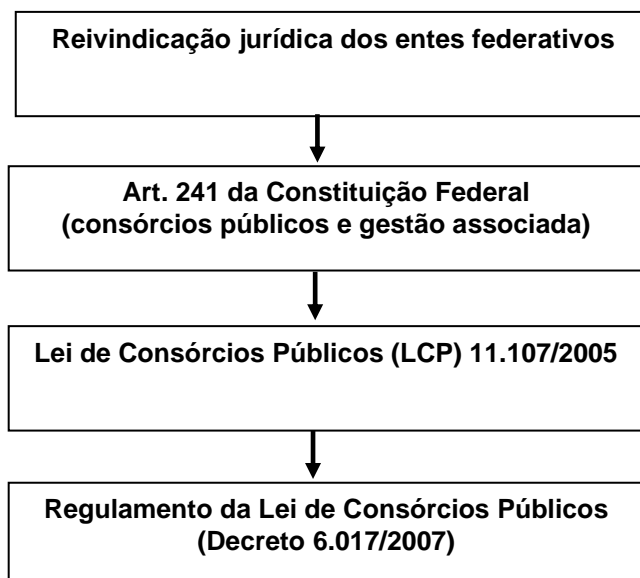 Reivindicação jurídica dos entes federativos
Art. 241 da Constituição Federal
(consórcios públicos e gestão associada)
Lei de Consórcios Públicos (LCP) 11.107/2005
Regulamento da Lei de Consórcios Públicos
(Decreto 6.017/2007)